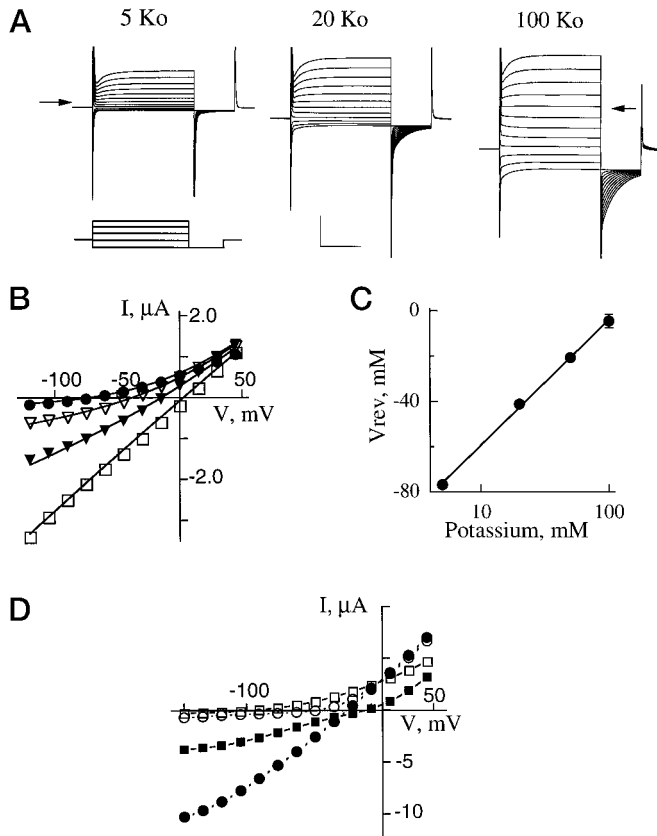 A
5 Ko
20 Ko
100 Ko
B
I, µA
2.0
-100
-50
50
V, mV
-2.0
C
0
-40
-80
Vrev, mM
10
100
Potassium, mM
D
I, µA
-100
50
V, mV
-5
-10